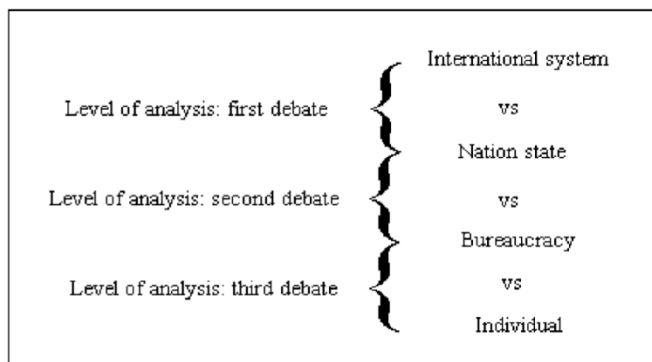 International system
Level of analysis: first debate
vs
Nation state
Level of analysis: second debate
vs
Bureaucracy
Level of analysis: third debate
vs
Individual